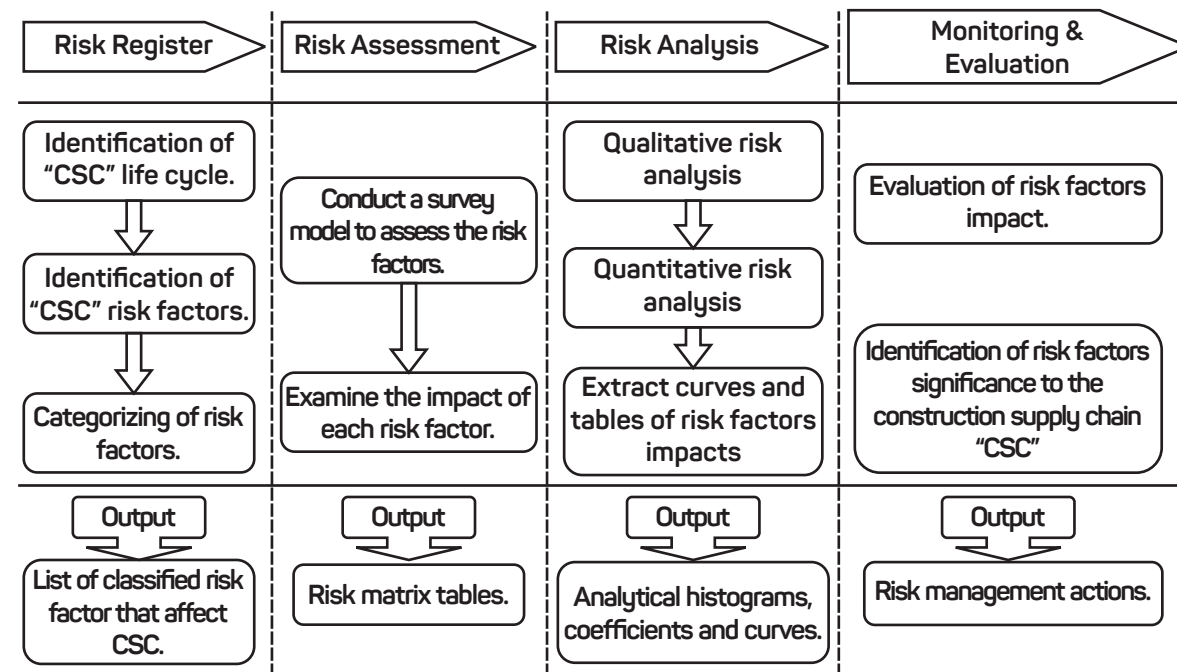 Risk Register
Risk Assessment
Risk Analysis
Monitoring &
Evaluation
Identification of
“CSC” life cycle.
Identification of
“CSC” risk factors.
Categorizing of risk
factors.
Conduct a survey
model to assess the risk
factors.
Examine the impact of
each risk factor.
Qualitative risk
analysis
Quantitative risk
analysis
Extract curves and
tables of risk factors
impacts
Evaluation of risk factors
impact.
Identification of risk factors
significance to the
construction supply chain
“CSC”
Output
List of classified risk
factor that affect
CSC.
Output
Risk matrix tables.
Output
Analytical histograms,
coefficients and curves.
Output
Risk management actions.